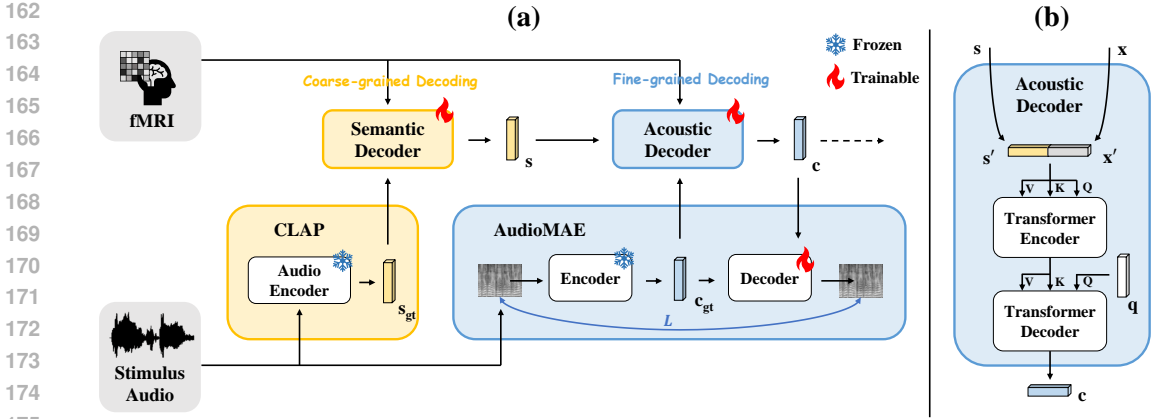 162
163
164
165
166
167
168
169
170
171
172
173
174
(a)
fMRI
Coarse-grained Decoding
Fine-grained Decoding
Frozen
Trainable
Semantic
Decoder
s
Acoustic
Decoder
c
CLAP
Audio
Encoder
s_gt
AudioMAE
Encoder
c_gt
Decoder
L
Stimulus
Audio
(b)
s
x
Acoustic
Decoder
s′
x′
V K Q
Transformer
Encoder
V K Q
q
Transformer
Decoder
c